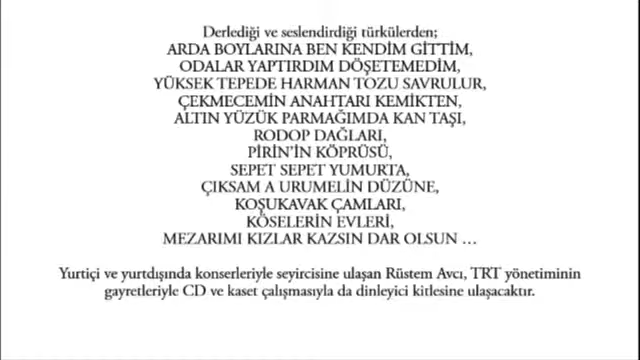 Derlediği ve seslendirdiği türkülerden;
ARDA BOYLARINA BEN KENDİM GİTTİM,
ODALAR YAPTIRDIM DÖŞETEMEDİM,
YÜKSEK TEPEDE HARMAN TOZU SAVRULUR,
ÇEKMECEMİN ANAHTARI KEMİKTEN,
ALTIN YÜZÜK PARMAĞIMDA KAN TAŞI,
RODOP DAĞLARI,
PİRİN'İN KÖPRÜSÜ,
SEPET SEPET YUMURTA,
ÇIKSAM A URUMELİN DÜZÜNE,
KOŞUKAVAK ÇAMLARI,
KÖSELERİN EVLERİ,
MEZARIMI KIZLAR KAZSIN DAR OLSUN …
Yurtiçi ve yurtdışında konserleriyle seyircisine ulaşan Rüstem Avcı, TRT yönetiminin
gayretleriyle CD ve kaset çalışmasıyla da dinleyici kitlesine ulaşacaktır.